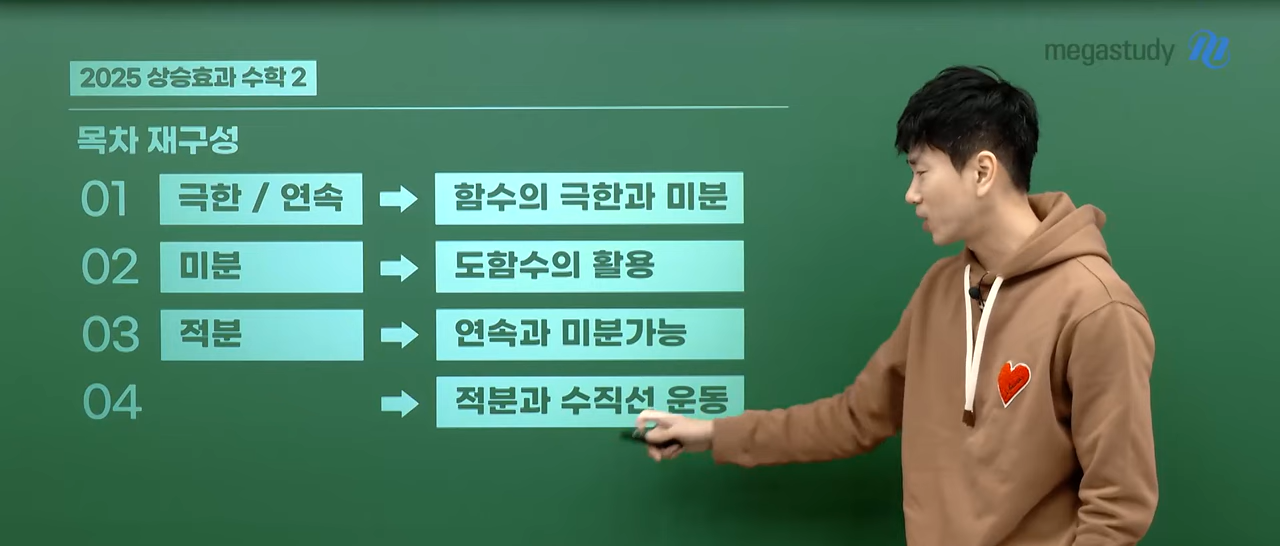 megastudy
2025 상승효과 수학 2
목차 재구성
01 극한 / 연속 함수의 극한과 미분
02 미분 도함수의 활용
03 적분 연속과 미분가능
04 적분과 수직선 운동